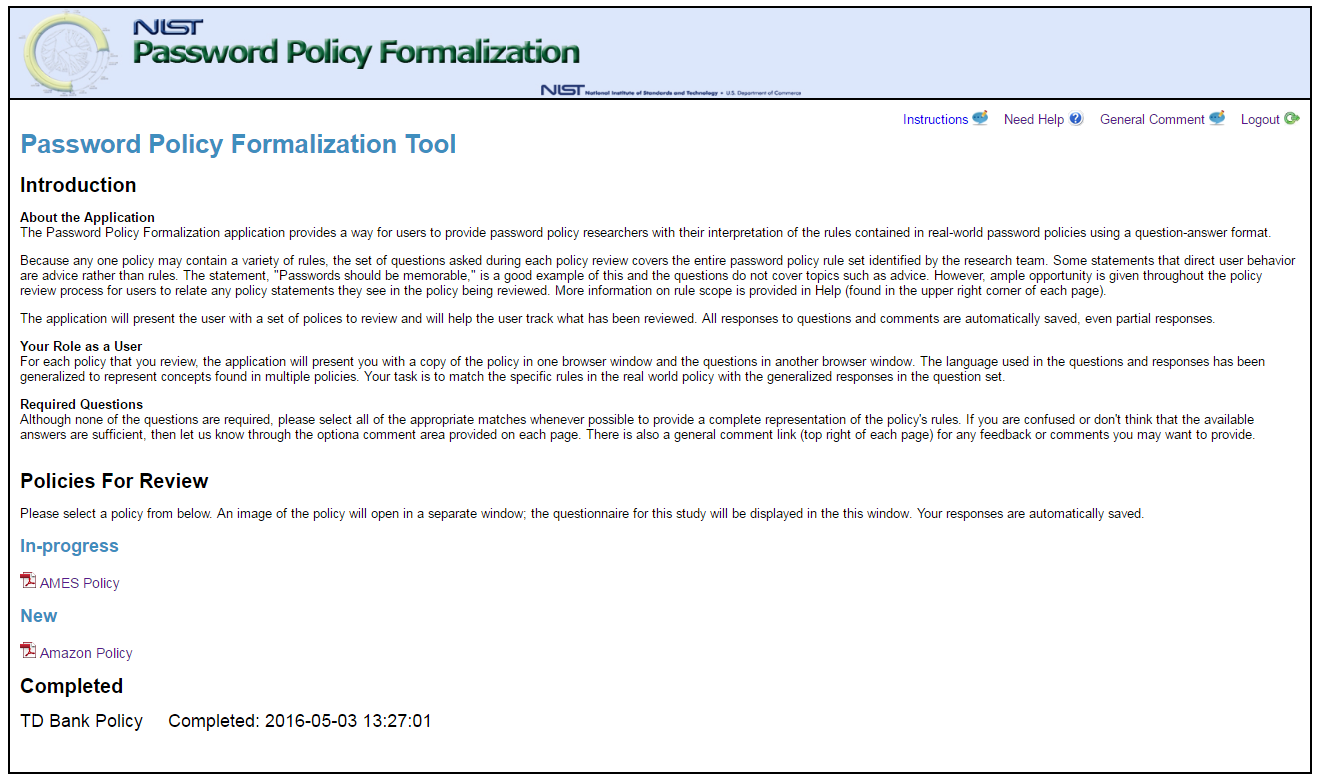 NIST
Password Policy Formalization
NIST National Institute of Standards and Technology • U.S. Department of Commerce
Instructions Need Help General Comment Logout
Password Policy Formalization Tool
Introduction
About the Application
The Password Policy Formalization application provides a way for users to provide password policy researchers with their interpretation of the rules contained in real-world password policies using a question-answer format.
Because any one policy may contain a variety of rules, the set of questions asked during each policy review covers the entire password policy rule set identified by the research team. Some statements that direct user behavior
are advice rather than rules. The statement, "Passwords should be memorable," is a good example of this and the questions do not cover topics such as advice. However, ample opportunity is given throughout the policy
review process for users to relate any policy statements they see in the policy being reviewed. More information on rule scope is provided in Help (found in the upper right corner of each page).
The application will present the user with a set of polices to review and will help the user track what has been reviewed. All responses to questions and comments are automatically saved, even partial responses.
Your Role as a User
For each policy that you review, the application will present you with a copy of the policy in one browser window and the questions in another browser window. The language used in the questions and responses has been
generalized to represent concepts found in multiple policies. Your task is to match the specific rules in the real world policy with the generalized responses in the question set.
Required Questions
Although none of the questions are required, please select all of the appropriate matches whenever possible to provide a complete representation of the policy's rules. If you are confused or don't think that the available
answers are sufficient, then let us know through the optiona comment area provided on each page. There is also a general comment link (top right of each page) for any feedback or comments you may want to provide.
Policies For Review
Please select a policy from below. An image of the policy will open in a separate window; the questionnaire for this study will be displayed in the this window. Your responses are automatically saved.
In-progress
AMES Policy
New
Amazon Policy
Completed
TD Bank Policy Completed: 2016-05-03 13:27:01